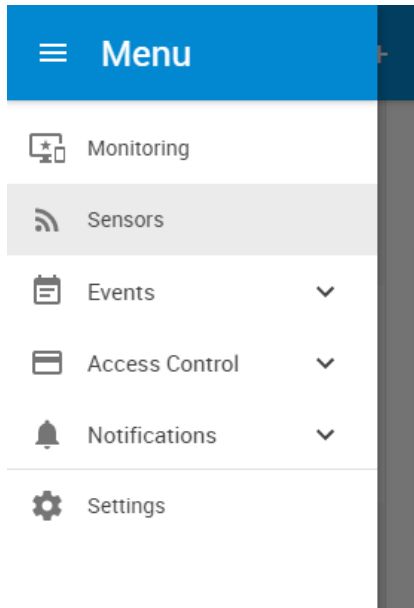 Menu
Monitoring
Sensors
Events
Access Control
Notifications
Settings